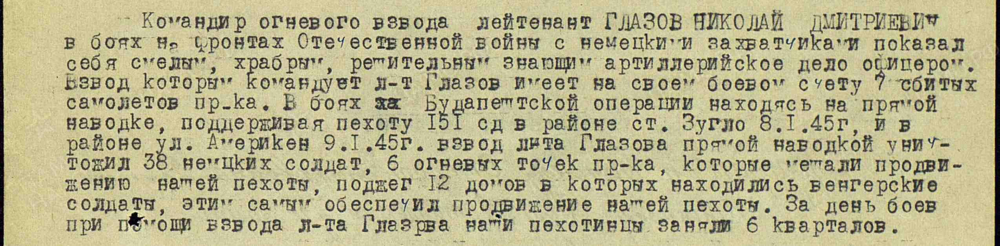 Командир огневого взвода лейтенант ГЛАЗОВ НИКОЛАЙ ДМИТРИЕВИЧ
в боях на фронтах Отечественной войны с немецкими захватчиками показал
себя смелым, храбрым, решительным знающим артиллерийское дело офицером.
Взвод которым командует л-т Глазов имеет на своем боевом счету 7 сбитых
самолетов пр-ка. В боях Будапештской операции находясь на прямой
наводке, поддерживая пехоту 151 сд в районе ст. Зугло 8.1.45г, и в
районе ул. Америкен 9.1.45г. взвод л-та Глазова прямой наводкой унич-
тожил 38 немцких солдат, 6 огневых точек пр-ка, которые мешали продви-
жению нашей пехоты, поджег 12 домов в которых находились венгерские
солдаты, этим самым обеспечил продвижение нашей пехоты. За день боев
при помощи взвода л-та Глазрва наши пехотинцы заняли 6 кварталов.